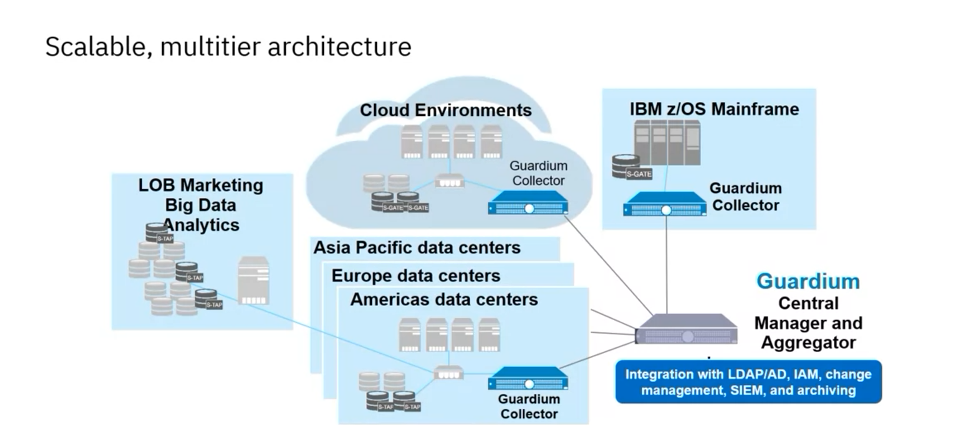 Scalable, multitier architecture
Cloud Environments
Guardium
Collector
S-GATE
S-GATE
IBM z/OS Mainframe
S-GATE
Guardium
Collector
LOB Marketing
Big Data
Analytics
S-TAP
S-TAP
S-TAP
Asia Pacific data centers
Europe data centers
Americas data centers
S-TAP
S-TAP
Guardium
Collector
Guardium
Central
Manager and
Aggregator
Integration with LDAP/AD, IAM, change
management, SIEM, and archiving